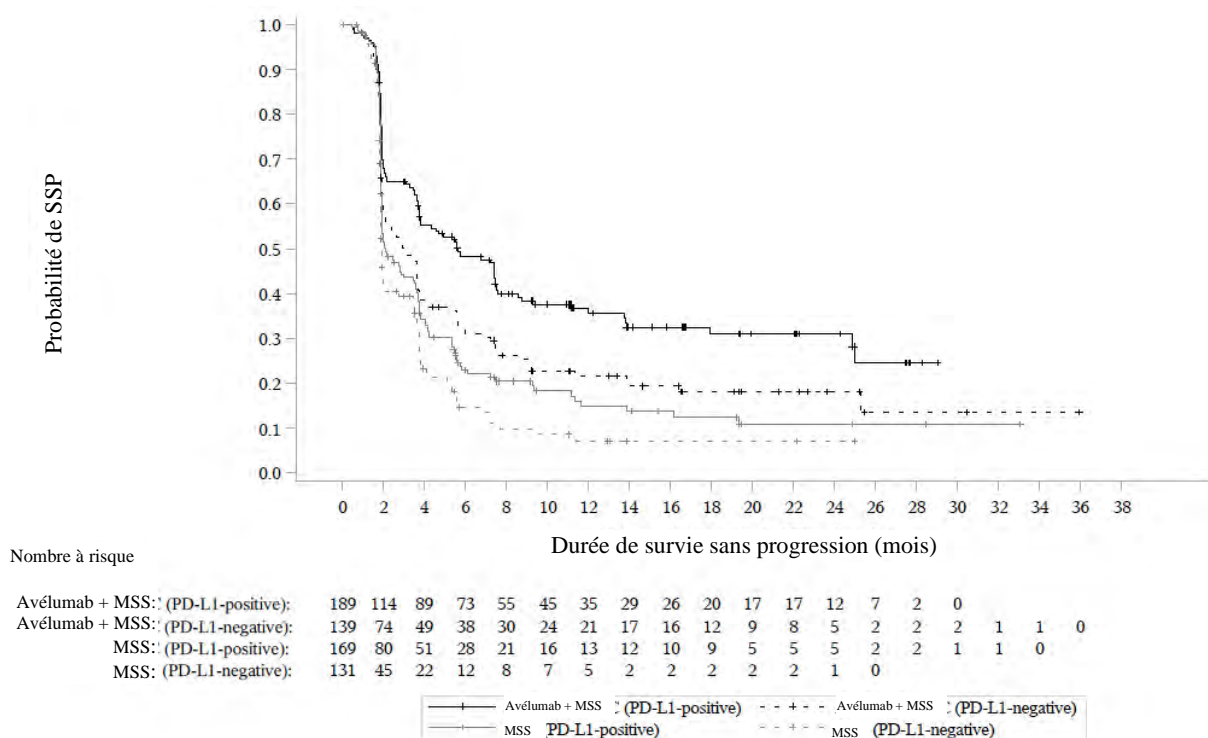 1.0
0.9
0.8
0.7
0.6
0.5
0.4
0.3
0.2
0.1
0.0
Probabilité de SSP
0 2 4 6 8 10 12 14 16 18 20 22 24 26 28 30 32 34 36 38
Durée de survie sans progression (mois)
Nombre à risque
Avélumab + MSS: (PD-L1-positive): 189 114 89 73 55 45 35 29 26 20 17 17 12 7 2 0
Avélumab + MSS: (PD-L1-negative): 139 74 49 38 30 24 21 17 16 12 9 8 5 2 2 2 1 1 0
MSS: (PD-L1-positive): 169 80 51 28 21 16 13 12 10 9 5 5 5 2 2 1 1 0
MSS: (PD-L1-negative): 131 45 22 12 8 7 5 2 2 2 2 2 1 0
Avélumab + MSS (PD-L1-positive) Avélumab + MSS (PD-L1-negative)
MSS PD-L1-positive) MSS (PD-L1-negative)